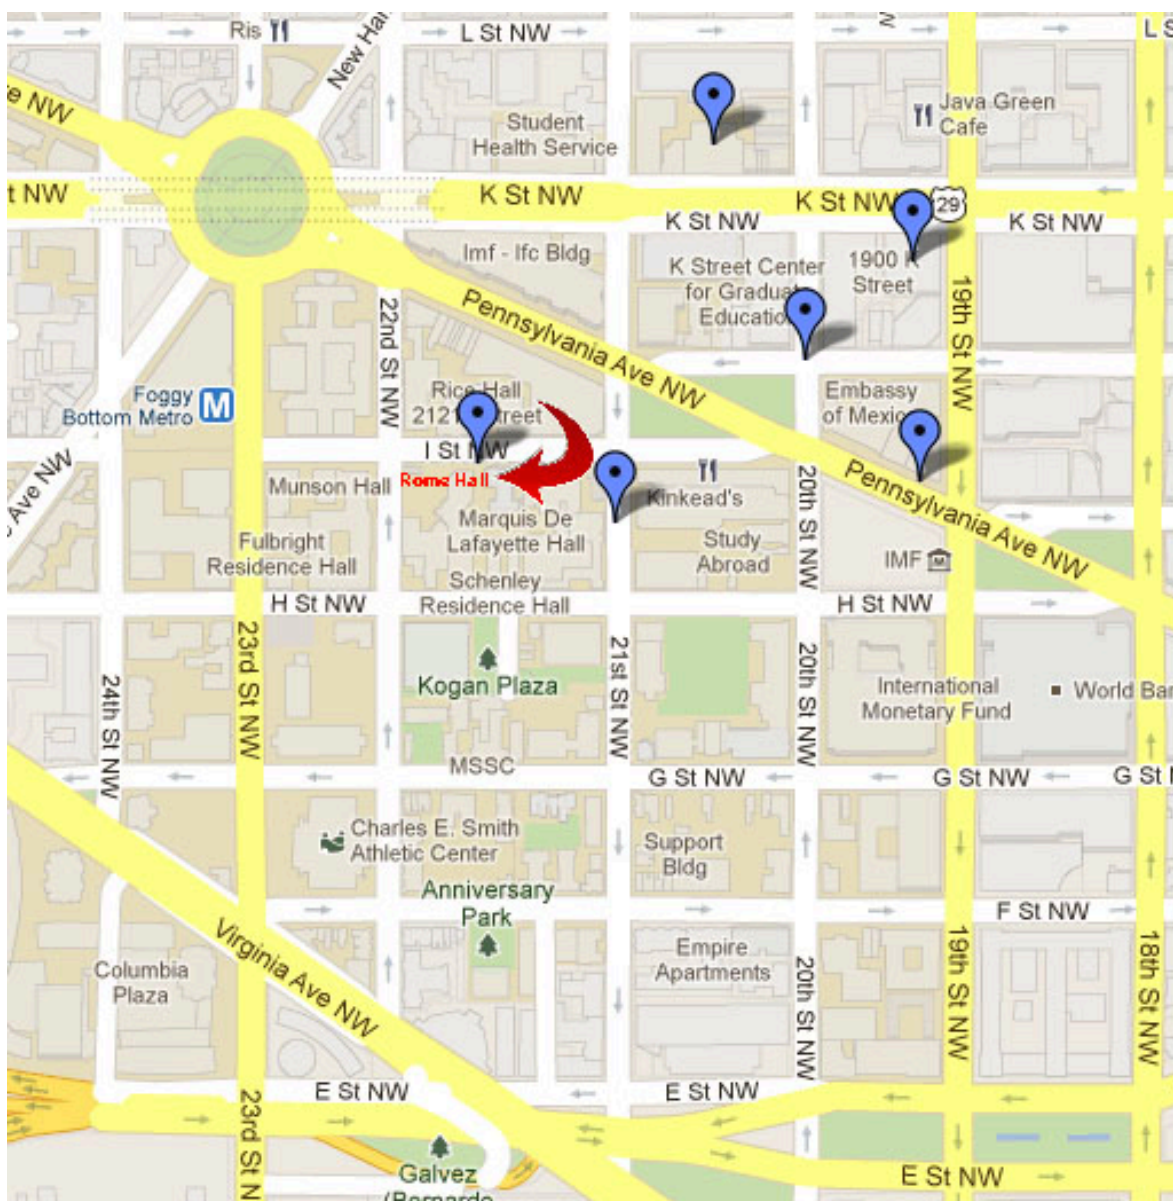 Ris
L St NW
L S
New Ha
e NW
Java Green
Cafe
Student
Health Service
t NW
K St NW
K St NW
29
K St NW
K St NW
Imf - Ifc Bldg
K Street Center
for Graduate
Education
1900 K
Street
22nd St NW
Pennsylvania Ave NW
19th St NW
Foggy
Bottom Metro
M
Rice Hall
212 Street
Embassy
of Mexico
I St NW
Ave NW
Munson Hall
Rome Hall
Kinkead's
20th St NW
Pennsylvania Ave NW
Marquis De
Lafayette Hall
Fulbright
Residence Hall
Study
Abroad
IMF
Schenley
Residence Hall
H St NW
H St NW
23rd St NW
21st St NW
20th St NW
24th St NW
Kogan Plaza
International
Monetary Fund
World Ba
MSSC
G St NW
G St NW
G St N
Charles E. Smith
Athletic Center
Support
Bldg
Anniversary
Park
F St NW
Virginia Ave NW
Columbia
Plaza
Empire
Apartments
20th St NW
19th St NW
18th St NW
E St NW
E St NW
23rd St N
Galvez
(Bernardo
E St NW